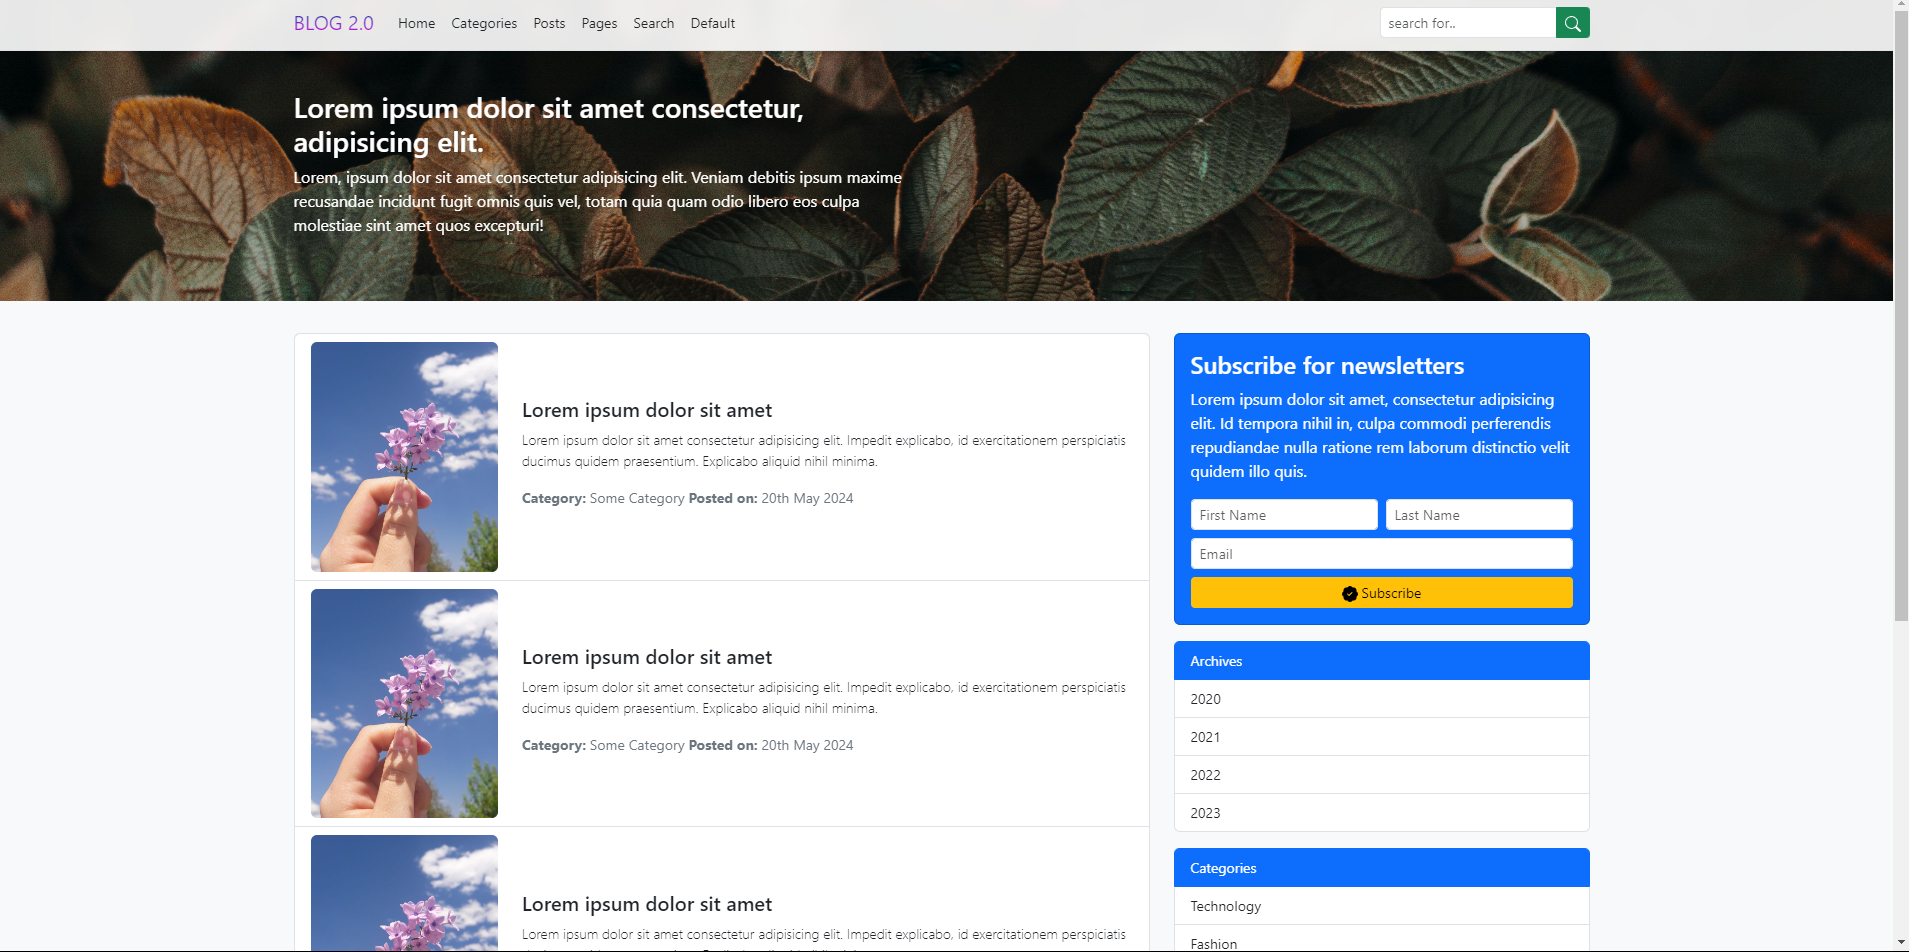 BLOG 2.0 Home Categories Posts Pages Search Default search for..
Lorem ipsum dolor sit amet consectetur,
adipisicing elit.
Lorem, ipsum dolor sit amet consectetur adipisicing elit. Veniam debitis ipsum maxime
recusandae incidunt fugit omnis quis vel, totam quia quam odio libero eos culpa
molestiae sint amet quos excepturi!
Lorem ipsum dolor sit amet
Lorem ipsum dolor sit amet consectetur adipisicing elit. Impedit explicabo, id exercitationem perspiciatis
ducimus quidem praesentium. Explicabo aliquid nihil minima.
Category: Some Category Posted on: 20th May 2024
Lorem ipsum dolor sit amet
Lorem ipsum dolor sit amet consectetur adipisicing elit. Impedit explicabo, id exercitationem perspiciatis
ducimus quidem praesentium. Explicabo aliquid nihil minima.
Category: Some Category Posted on: 20th May 2024
Lorem ipsum dolor sit amet
Lorem ipsum dolor sit amet consectetur adipisicing elit. Impedit explicabo, id exercitationem perspiciatis
Subscribe for newsletters
Lorem ipsum dolor sit amet, consectetur adipisicing
elit. Id tempora nihil in, culpa commodi perferendis
repudiandae nulla ratione rem laborum distinctio velit
quidem illo quis.
First Name Last Name
Email
Subscribe
Archives
2020
2021
2022
2023
Categories
Technology
Fashion